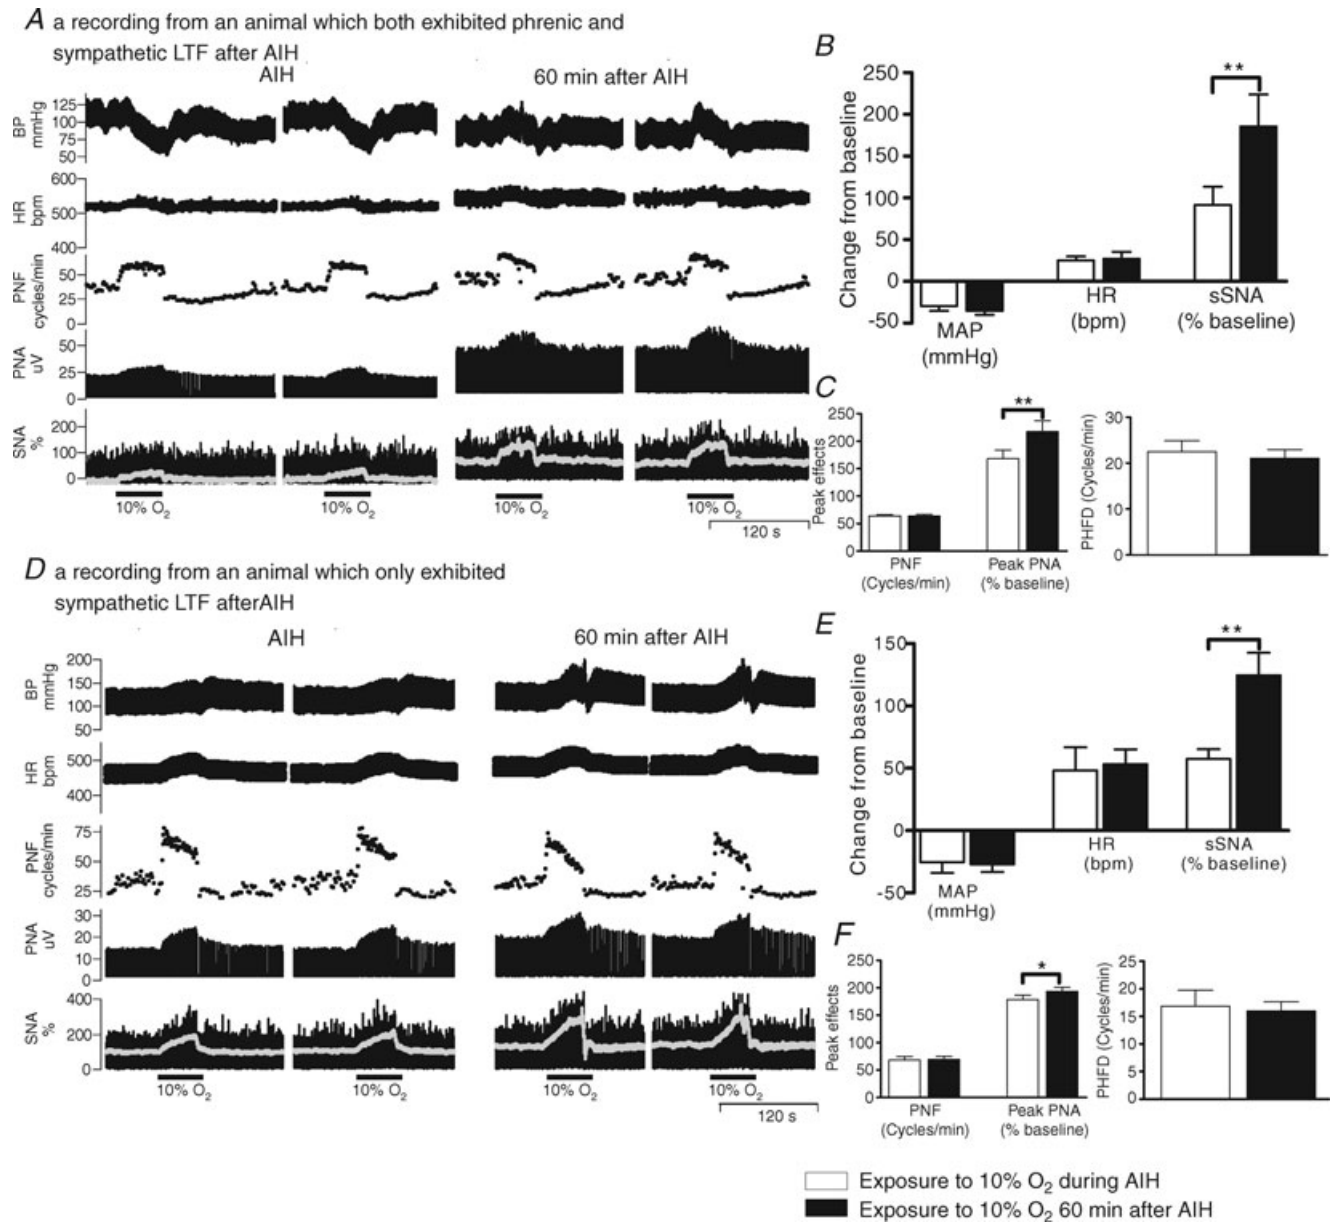 A a recording from an animal which both exhibited phrenic and
sympathetic LTF after AIH
AIH
60 min after AIH
BP
mmHg
125
100
75
50
HR
bpm
600
500
400
PNF
cycles/min
50
25
0
PNA
uV
50
25
0
SNA
%
200
100
0
10% O2
10% O2
10% O2
10% O2
120 s
B
Change from baseline
250
200
150
100
50
0
-50
**
MAP
(mmHg)
HR
(bpm)
sSNA
(% baseline)
C
Peak effects
250
200
150
100
50
0
**
PNF
(Cycles/min)
Peak PNA
(% baseline)
PHFD (Cycles/min)
30
20
10
0
D a recording from an animal which only exhibited
sympathetic LTF afterAIH
AIH
60 min after AIH
BP
mmHg
200
150
100
50
HR
bpm
500
400
PNF
cycles/min
75
50
25
PNA
uV
30
20
10
0
SNA
%
400
200
0
10% O2
10% O2
10% O2
10% O2
120 s
E
Change from baseline
150
100
50
0
-50
**
MAP
(mmHg)
HR
(bpm)
sSNA
(% baseline)
F
Peak effects
250
200
150
100
50
0
*
PNF
(Cycles/min)
Peak PNA
(% baseline)
PHFD (Cycles/min)
25
20
15
10
5
0
Exposure to 10% O2 during AIH
Exposure to 10% O2 60 min after AIH